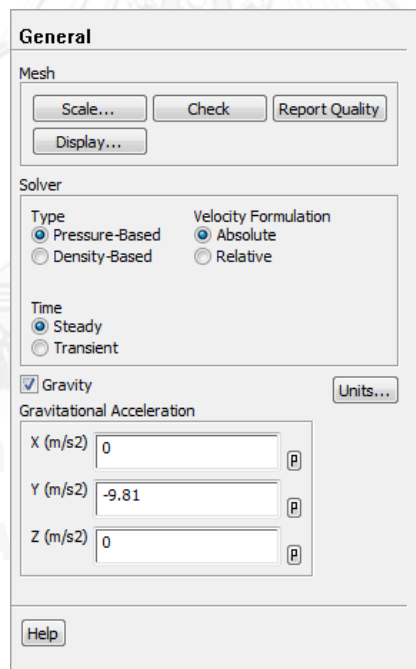 General
Mesh
Scale... Check Report Quality
Display...
Solver
Type Velocity Formulation
Pressure-Based Absolute
Density-Based Relative
Time
Steady
Transient
Gravity Units...
Gravitational Acceleration
X (m/s2) 0 P
Y (m/s2) -9.81 P
Z (m/s2) 0 P
Help